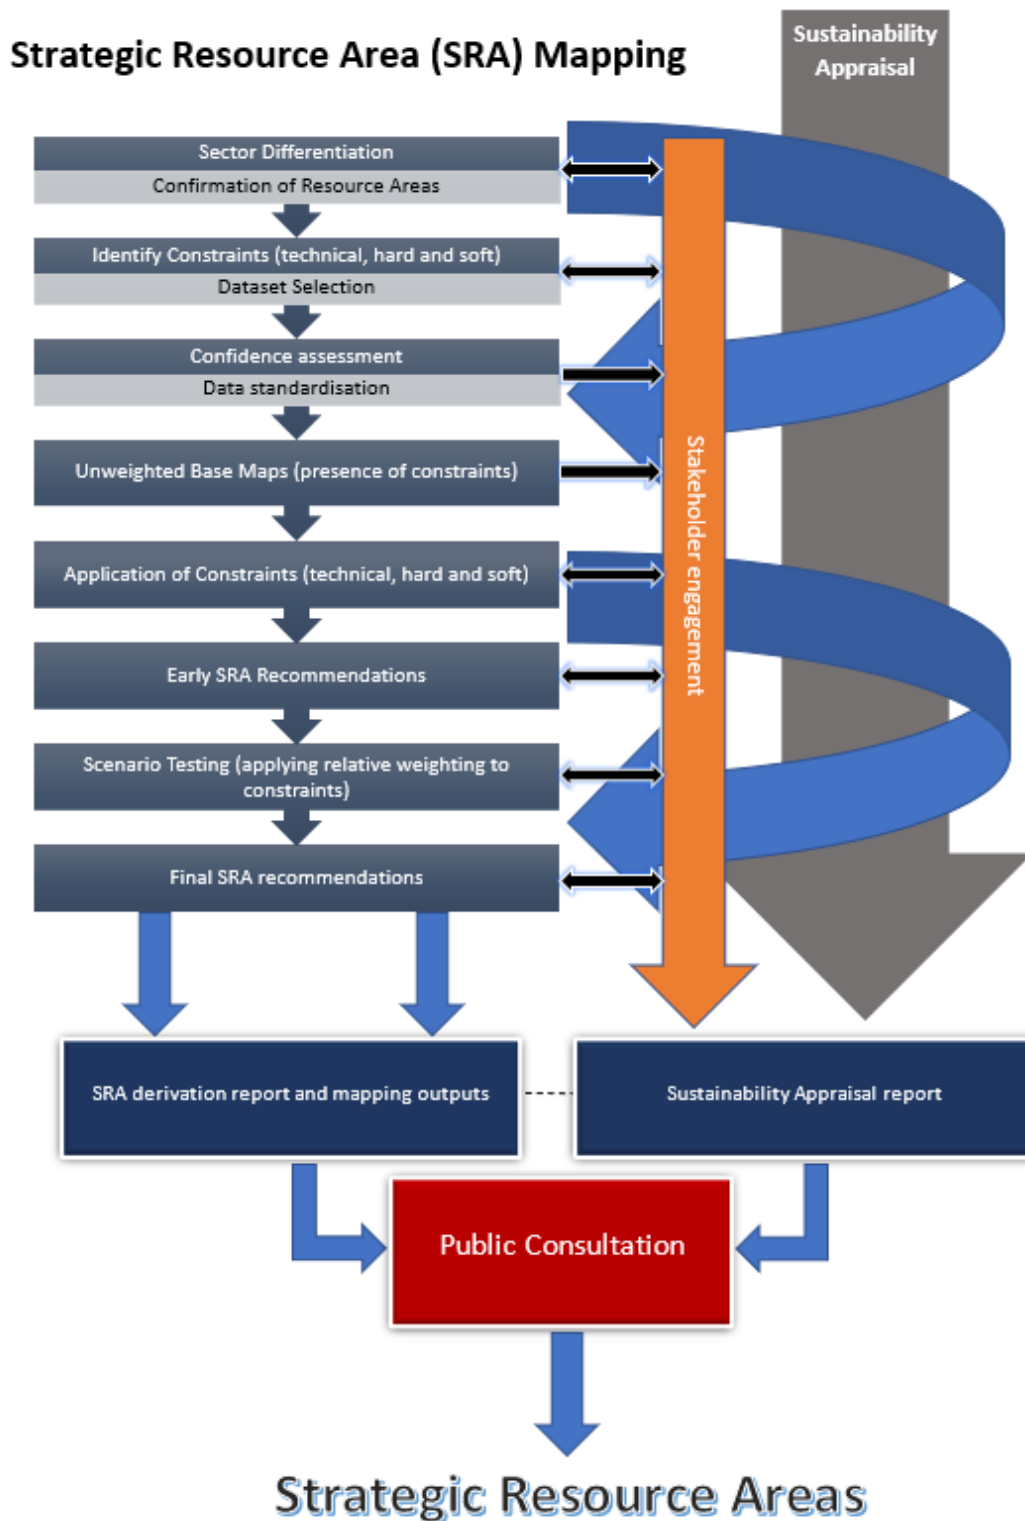 Strategic Resource Area (SRA) Mapping
Sustainability
Appraisal
Sector Differentiation
Confirmation of Resource Areas
Identify Constraints (technical, hard and soft)
Dataset Selection
Confidence assessment
Data standardisation
Unweighted Base Maps (presence of constraints)
Application of Constraints (technical, hard and soft)
Early SRA Recommendations
Scenario Testing (applying relative weighting to
constraints)
Final SRA recommendations
Stakeholder engagement
SRA derivation report and mapping outputs
Sustainability Appraisal report
Public Consultation
Strategic Resource Areas